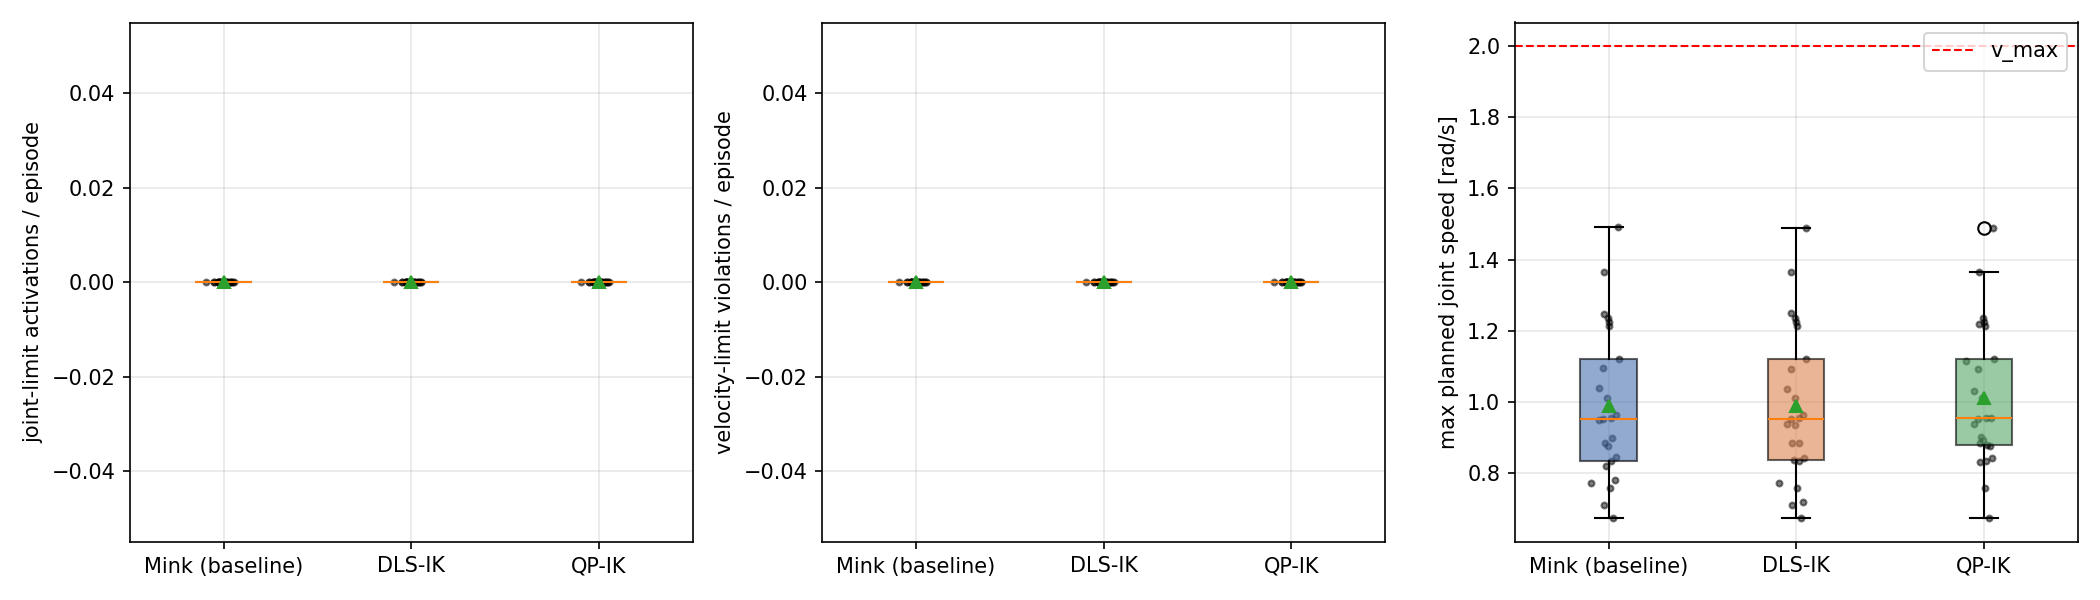 joint-limit activations / episode
0.04
0.02
0.00
−0.02
−0.04
Mink (baseline) DLS-IK QP-IK
velocity-limit violations / episode
0.04
0.02
0.00
−0.02
−0.04
Mink (baseline) DLS-IK QP-IK
max planned joint speed [rad/s]
2.0
1.8
1.6
1.4
1.2
1.0
0.8
v_max
Mink (baseline) DLS-IK QP-IK